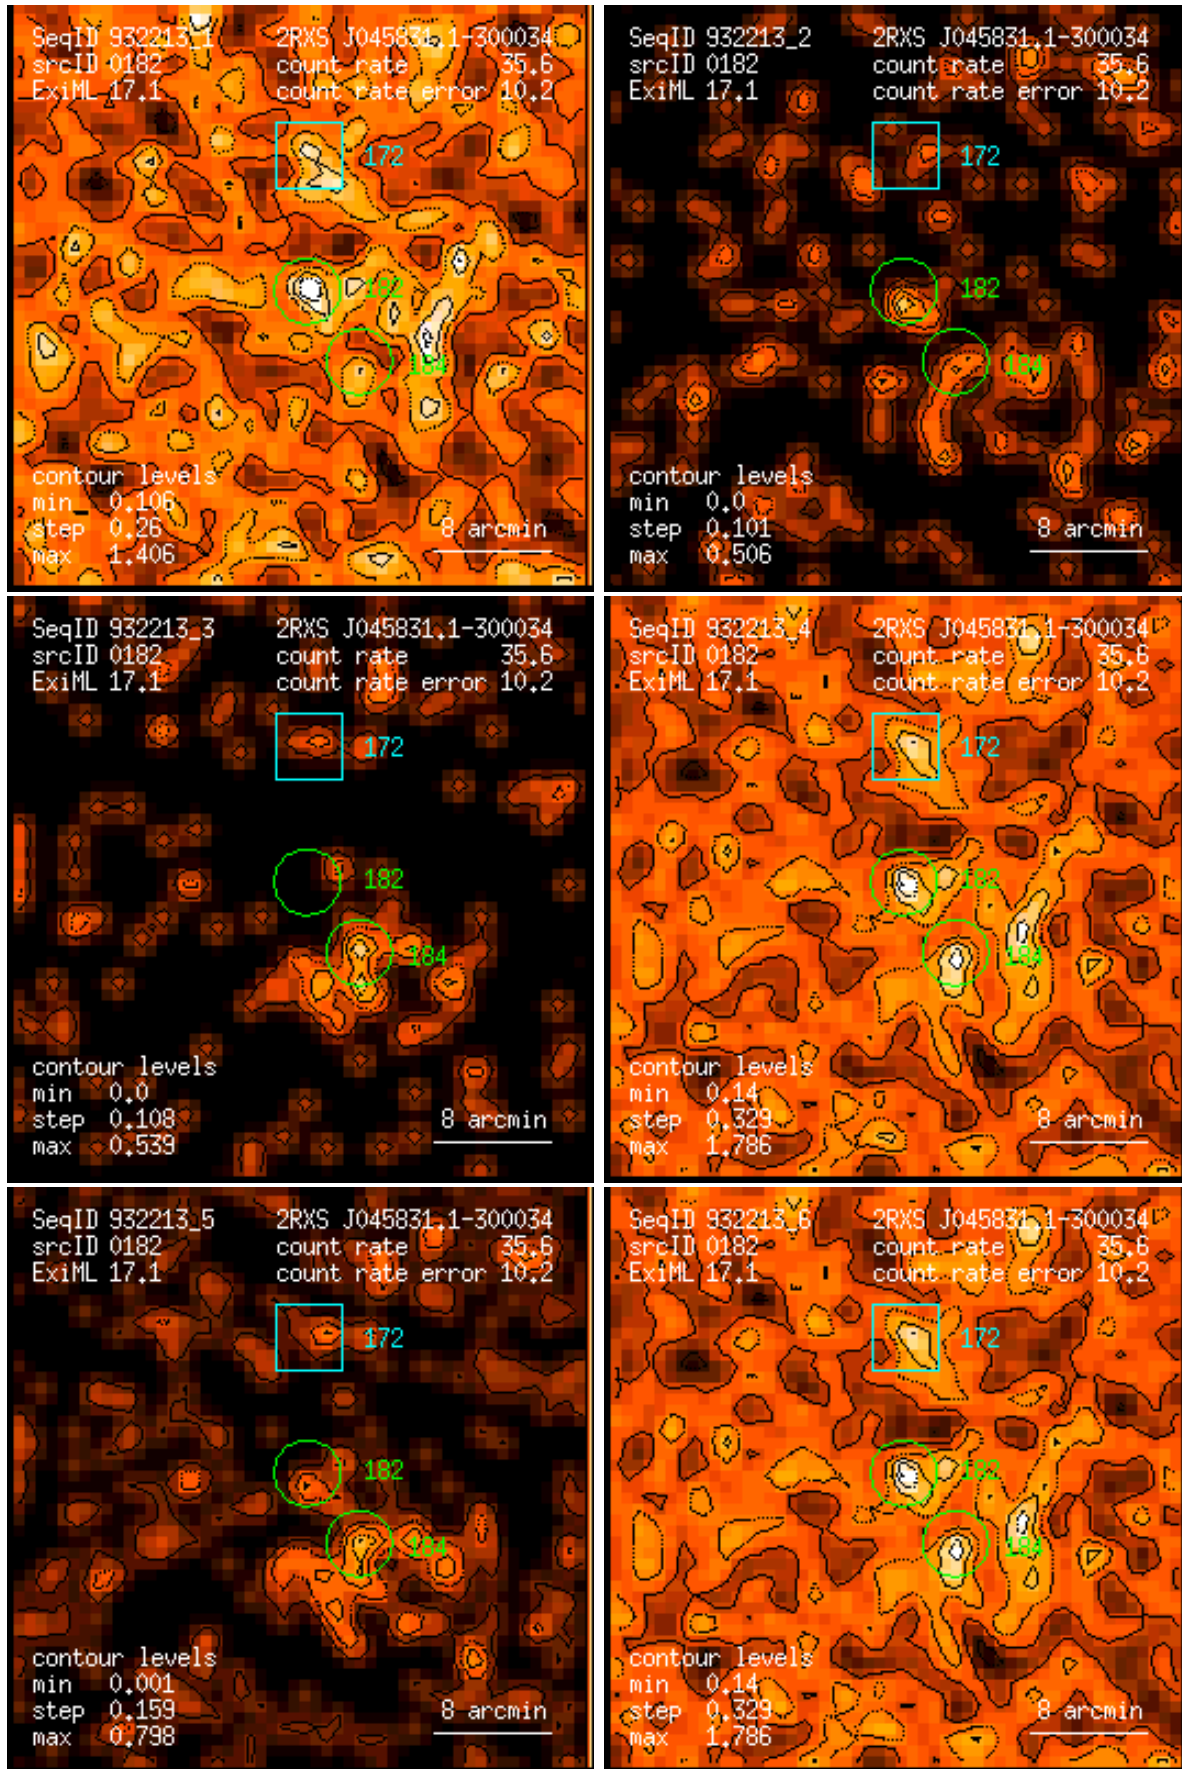 SeqID 932213_1 2RXS J045831.1-300034
srcID 0182 count rate 35.6
ExiML 17.1 count rate error 10.2
172
182
184
contour levels
min 0.106
step 0.26 8 arcmin
max 1.406
SeqID 932213_2 2RXS J045831.1-300034
srcID 0182 count rate 35.6
ExiML 17.1 count rate error 10.2
172
182
184
contour levels
min 0.0
step 0.101 8 arcmin
max 0.506
SeqID 932213_3 2RXS J045831.1-300034
srcID 0182 count rate 35.6
ExiML 17.1 count rate error 10.2
172
182
184
contour levels
min 0.0
step 0.108 8 arcmin
max 0.539
SeqID 932213_4 2RXS J045831.1-300034
srcID 0182 count rate 35.6
ExiML 17.1 count rate error 10.2
172
182
184
contour levels
min 0.14
step 0.329 8 arcmin
max 1.786
SeqID 932213_5 2RXS J045831.1-300034
srcID 0182 count rate 35.6
ExiML 17.1 count rate error 10.2
172
182
184
contour levels
min 0.001
step 0.159 8 arcmin
max 0.798
SeqID 932213_6 2RXS J045831.1-300034
srcID 0182 count rate 35.6
ExiML 17.1 count rate error 10.2
172
182
184
contour levels
min 0.14
step 0.329 8 arcmin
max 1.786